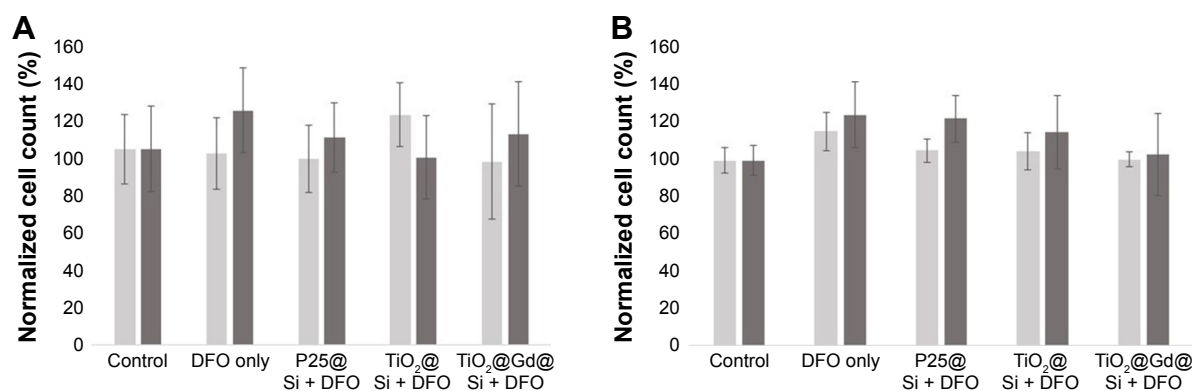 A
Normalized cell count (%)
160
140
120
100
80
60
40
20
0
Control
DFO only
P25@
Si + DFO
TiO₂@
Si + DFO
TiO₂@Gd@
Si + DFO
B
Normalized cell count (%)
160
140
120
100
80
60
40
20
0
Control
DFO only
P25@
Si + DFO
TiO₂@
Si + DFO
TiO₂@Gd@
Si + DFO